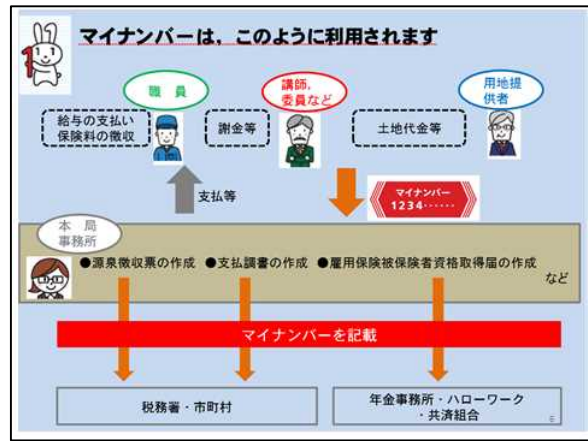 マイナンバーは，このように利用されます
1
職 員
講師，
委員など
用地提
供者
給与の支払い
保険料の徴収
謝金等
土地代金等
支払等
マイナンバー
1234……
本 局
事務所
●源泉徴収票の作成 ●支払調書の作成 ●雇用保険被保険者資格取得届の作成
など
マイナンバーを記載
税務署・市町村
年金事務所・ハローワーク
・共済組合